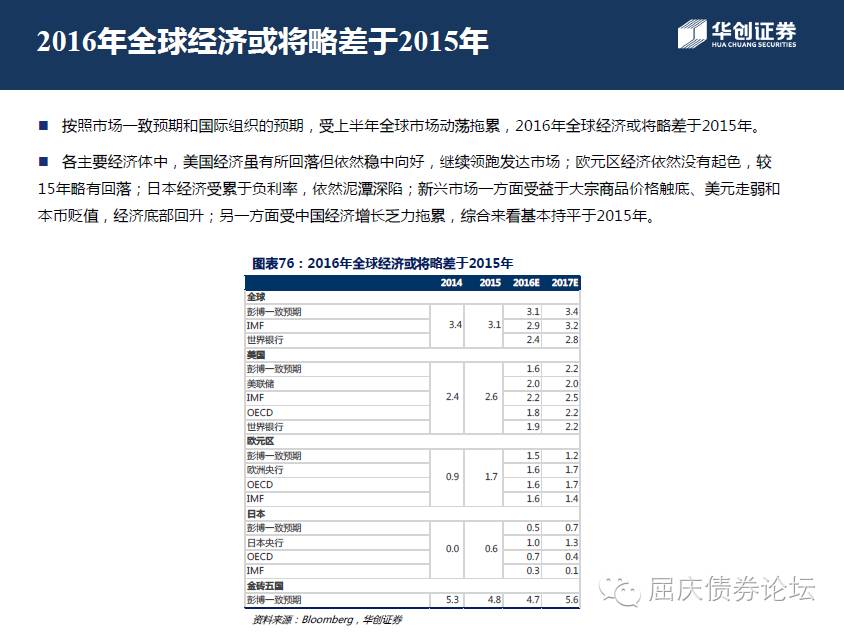 2016年全球经济或将略差于2015年
华创证券
HUA CHUANG SECURITIES
按照市场一致预期和国际组织的预期，受上半年全球市场动荡拖累，2016年全球经济或将略差于2015年。
各主要经济体中，美国经济虽有所回落但依然稳中向好，继续领跑发达市场；欧元区经济依然没有起色，较
15年略有回落；日本经济受累于负利率，依然泥潭深陷；新兴市场一方面受益于大宗商品价格触底、美元走弱和
本币贬值，经济底部回升；另一方面受中国经济增长乏力拖累，综合来看基本持平于2015年。
图表76：2016年全球经济或将略差于2015年
2014 2015 2016E 2017E
全球
彭博一致预期 3.1 3.4
IMF 3.4 3.1 2.9 3.2
世界银行 2.4 2.8
美国
彭博一致预期 1.6 2.2
美联储 2.0 2.0
IMF 2.4 2.6 2.2 2.5
OECD 1.8 2.2
世界银行 1.9 2.2
欧元区
彭博一致预期 1.5 1.2
欧洲央行 0.9 1.7 1.6 1.7
OECD 1.6 1.7
IMF 1.6 1.4
日本
彭博一致预期 0.5 0.7
日本央行 0.0 0.6 1.0 1.3
OECD 0.7 0.4
IMF 0.3 0.1
金砖五国
彭博一致预期 5.3 4.8 4.7 5.6
资料来源：Bloomberg，华创证券
屈庆债券论坛